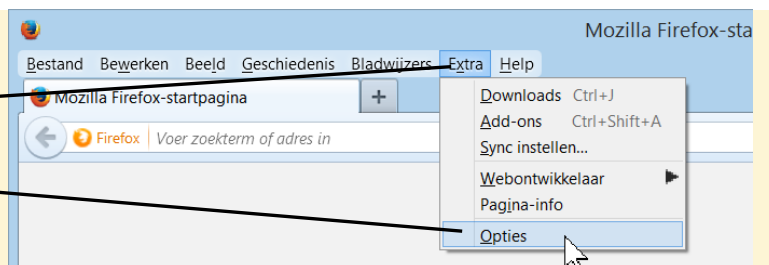 Mozilla Firefox-sta
Bestand Bewerken Beeld Geschiedenis Bladwijzers Extra Help
Mozilla Firefox-startpagina +
Downloads Ctrl+J
Firefox Voer zoekterm of adres in
Add-ons Ctrl+Shift+A
Sync instellen...
Webontwikkelaar
Pagina-info
Opties